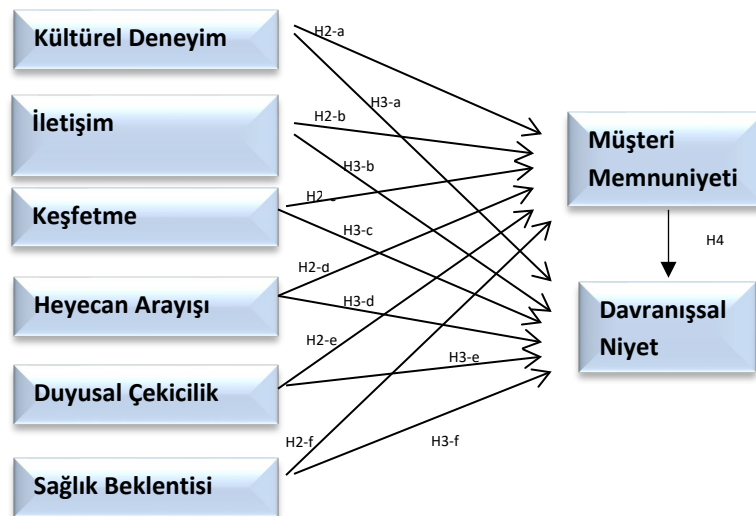 Kültürel Deneyim
H2-a
H3-a
İletişim
H2-b
H3-b
Müşteri
Memnuniyeti
Keşfetme
H2
H3-c
H4
H2-d
Heyecan Arayışı
H3-d
Davranışsal
Niyet
H2-e
H3-e
Duyusal Çekicilik
H2-f
H3-f
Sağlık Beklentisi